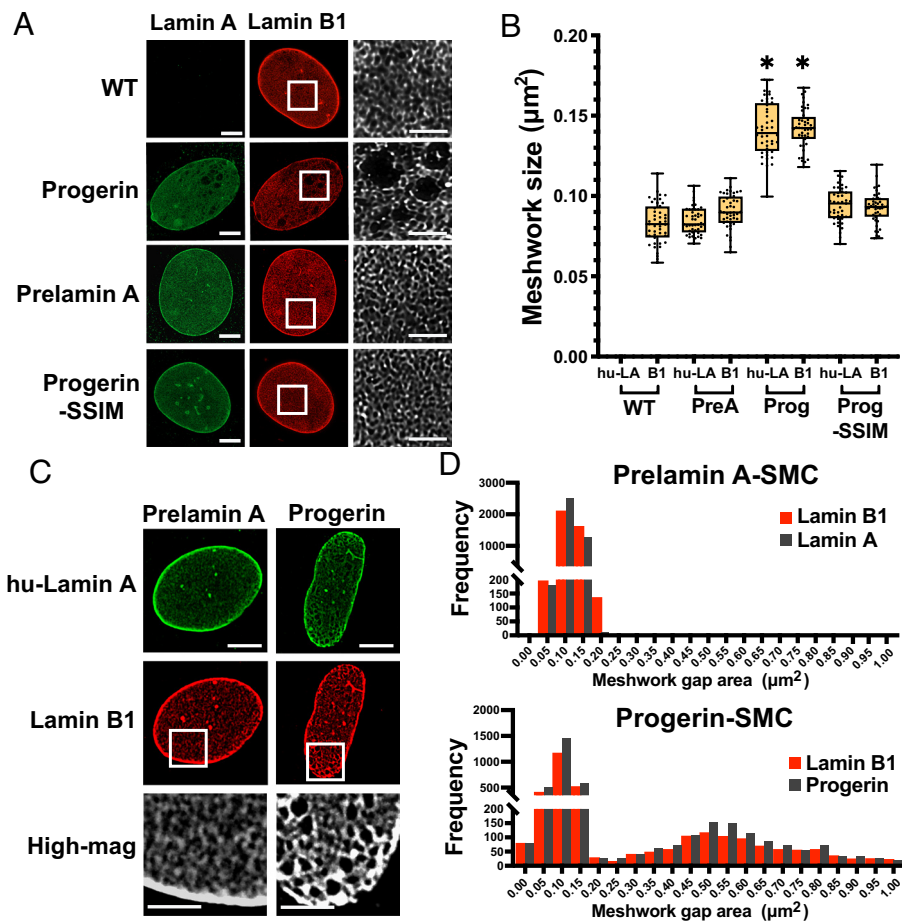 A
Lamin A Lamin B1
WT
Progerin
Prelamin A
Progerin
-SSIM
B
Meshwork size (µm²)
0.20
0.15
0.10
0.05
0.00
* *
hu-LA B1 hu-LA B1 hu-LA B1 hu-LA B1
WT PreA Prog Prog
-SSIM
C
Prelamin A Progerin
hu-Lamin A
Lamin B1
High-mag
D
Prelamin A-SMC
Frequency
3000
2000
1000
200
150
100
50
0
Lamin B1
Lamin A
0.00 0.05 0.10 0.15 0.20 0.25 0.30 0.35 0.40 0.45 0.50 0.55 0.60 0.65 0.70 0.75 0.80 0.85 0.90 0.95 1.00
Meshwork gap area (µm²)
Progerin-SMC
Frequency
2000
1500
1000
500
200
150
100
50
0
Lamin B1
Progerin
0.00 0.05 0.10 0.15 0.20 0.25 0.30 0.35 0.40 0.45 0.50 0.55 0.60 0.65 0.70 0.75 0.80 0.85 0.90 0.95 1.00
Meshwork gap area (µm²)